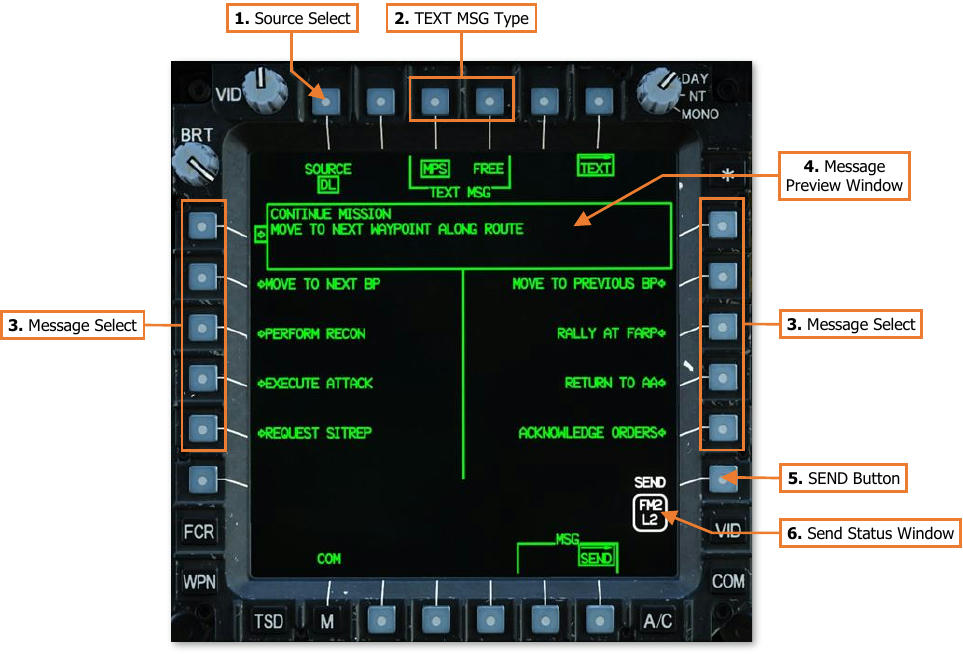 1. Source Select
2. TEXT MSG Type
VID
DAY
NT
MONO
BRT
SOURCE
DL
MPS
FREE
TEXT MSG
TEXT
*
4. Message
Preview Window
CONTINUE MISSION
MOVE TO NEXT WAYPOINT ALONG ROUTE
MOVE TO NEXT BP
MOVE TO PREVIOUS BP
3. Message Select
PERFORM RECON
RALLY AT FARP
3. Message Select
EXECUTE ATTACK
RETURN TO AA
REQUEST SITREP
ACKNOWLEDGE ORDERS
5. SEND Button
SEND
FM2
L2
6. Send Status Window
FCR
VID
MSG
SEND
COM
WPN
COM
TSD
M
A/C